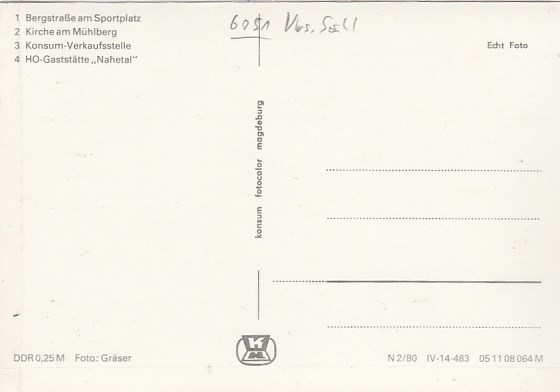 1 Bergstraße am Sportplatz
2 Kirche am Mühlberg
3 Konsum-Verkaufsstelle
4 HO-Gaststätte „Nahetal"
6051
Echt Foto
konsum fotocolor magdeburg
DDR 0,25 M Foto: Gräser
N 2/80 IV-14-483 05 11 08 064 M